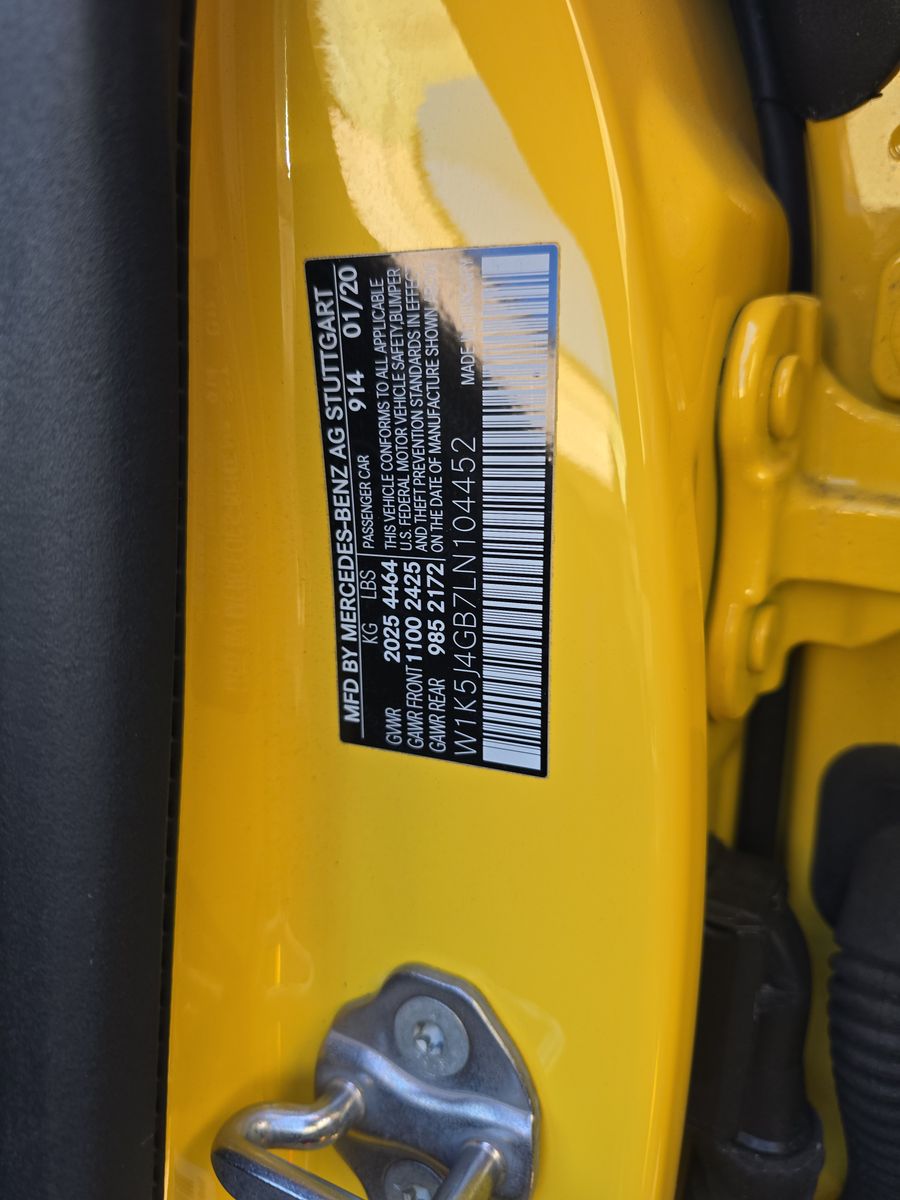 MFD BY MERCEDES-BENZ AG STUTTGART
KG LBS PASSENGER CAR 914 01/20
GVWR 2025 4464 THIS VEHICLE CONFORMS TO ALL APPLICABLE
U.S. FEDERAL MOTOR VEHICLE SAFETY,BUMPER
GAWR FRONT 1100 2425 AND THEFT PREVENTION STANDARDS IN EFFECT
GAWR REAR 985 2172 ON THE DATE OF MANUFACTURE SHOWN
W1K5J4GB7LN104452 MADE